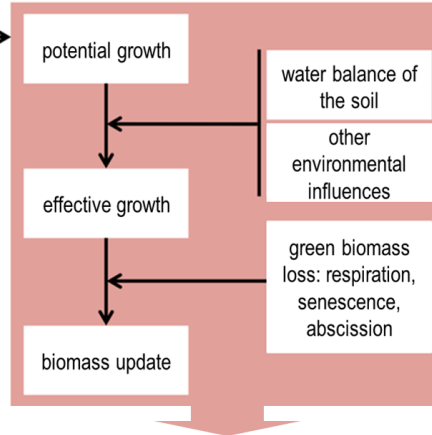 potential growth
water balance of
the soil
other
environmental
influences
effective growth
green biomass
loss: respiration,
senescence,
abscission
biomass update